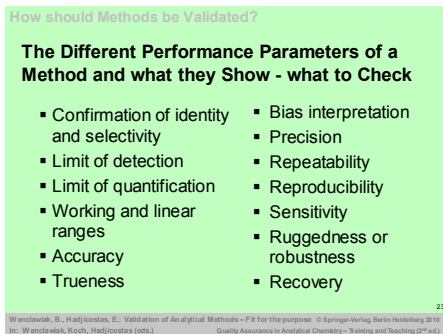 How should Methods be Validated?
The Different Performance Parameters of a
Method and what they Show - what to Check
▪ Confirmation of identity
and selectivity
▪ Limit of detection
▪ Limit of quantification
▪ Working and linear
ranges
▪ Accuracy
▪ Trueness
▪ Bias interpretation
▪ Precision
▪ Repeatability
▪ Reproducibility
▪ Sensitivity
▪ Ruggedness or
robustness
▪ Recovery
Wenclawiak, B., Hadjicostas, E.: Validation of Analytical Methods – Fit for the purpose © Springer-Verlag, Berlin Heidelberg 2010
In: Wenclawiak, Koch, Hadjicostas (eds.) Quality Assurance in Analytical Chemistry – Training and Teaching (2nd ed.)